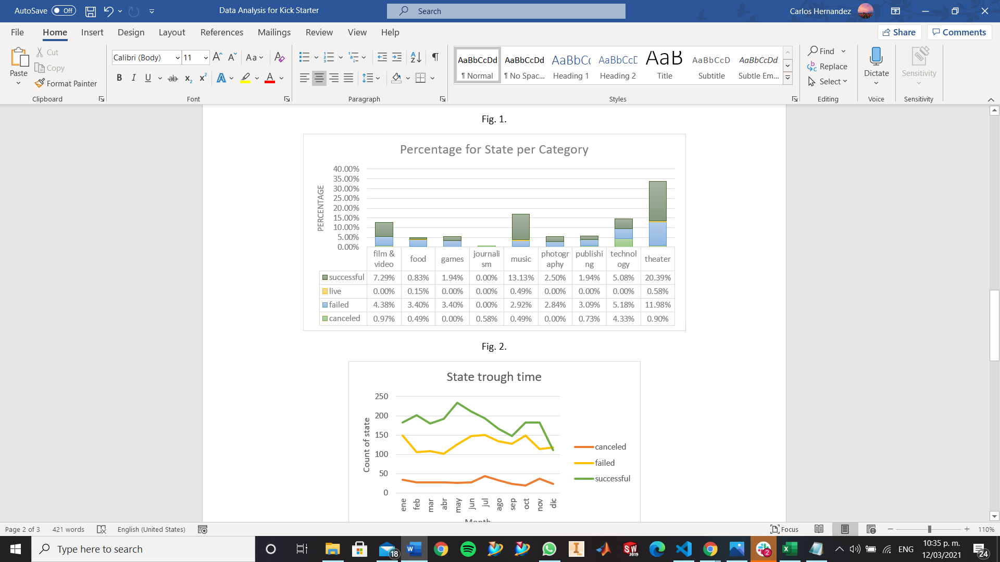 AutoSave Off Data Analysis for Kick Starter Search Carlos Hernandez
File Home Insert Design Layout References Mailings Review View Help Share Comments
Paste Cut Copy Format Painter Clipboard
Calibri (Body) 11 Aa
B I U ab x2 x2 A A
Font
Paragraph
AaBbCcDd AaBbCcDd AaBbCc AaBbCcD AaB AaBbCcD AaBbCcDd
¶ Normal ¶ No Spac... Heading 1 Heading 2 Title Subtitle Subtle Em...
Styles
Find
Replace
Select
Editing
Dictate
Voice
Sensitivity
Sensitivity
Fig. 1.
Percentage for State per Category
PERCENTAGE
40.00%
35.00%
30.00%
25.00%
20.00%
15.00%
10.00%
5.00%
0.00%
film & video food games journalism music photography publishing technology theater
successful 7.29% 0.83% 1.94% 0.00% 13.13% 2.50% 1.94% 5.08% 20.39%
live 0.00% 0.15% 0.00% 0.00% 0.49% 0.00% 0.00% 0.00% 0.58%
failed 4.38% 3.40% 3.40% 0.00% 2.92% 2.84% 3.09% 5.18% 11.98%
canceled 0.97% 0.49% 0.00% 0.58% 0.49% 0.00% 0.73% 4.33% 0.90%
Fig. 2.
State trough time
Count of state
250
200
150
100
50
0
ene feb mar abr may jun jul ago sep oct nov dic
canceled
failed
successful
Page 2 of 3 421 words English (United States) Focus 110%
Type here to search 18 2 ENG 10:35 p. m.
12/03/2021 24